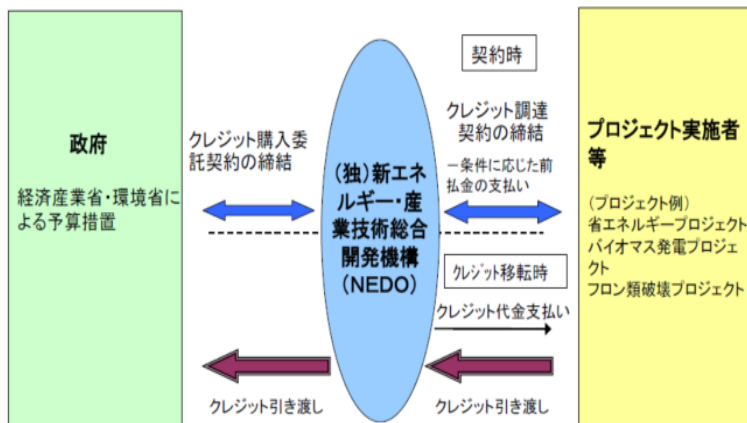 政府
経済産業省・環境省に
よる予算措置
クレジット購入委
託契約の締結
(独)新エネ
ルギー・産
業技術総合
開発機構
(NEDO)
契約時
クレジット調達
契約の締結
－条件に応じた前
払金の支払い
クレジット移転時
クレジット代金支払い
クレジット引き渡し
クレジット引き渡し
プロジェクト実施者
等
(プロジェクト例)
省エネルギープロジェクト
バイオマス発電プロジェ
クト
フロン類破壊プロジェクト